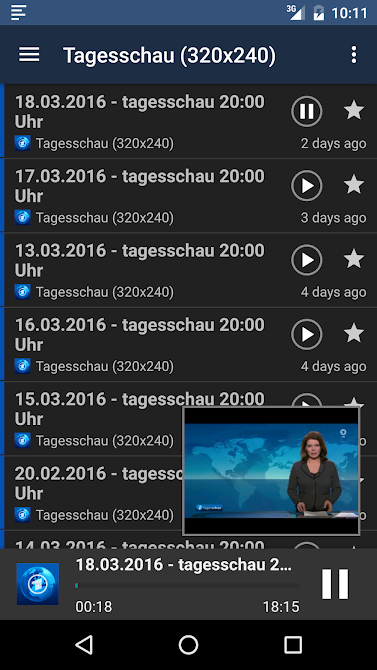 3G 10:11
Tagesschau (320x240)
18.03.2016 - tagesschau 20:00
Uhr
Tagesschau (320x240) 2 days ago
17.03.2016 - tagesschau 20:00
Uhr
Tagesschau (320x240) 3 days ago
13.03.2016 - tagesschau 20:00
Uhr
Tagesschau (320x240) 4 days ago
16.03.2016 - tagesschau 20:00
Uhr
Tagesschau (320x240) 4 days ago
15.03.2016 - tagesschau 20:00
Uhr
Tagesschau (320x240)
20.02.2016 - tagessc
Uhr
Tagesschau (320x240)
14.03.2016 - tagesschau 20:00
18.03.2016 - tagesschau 2…
00:18 18:15